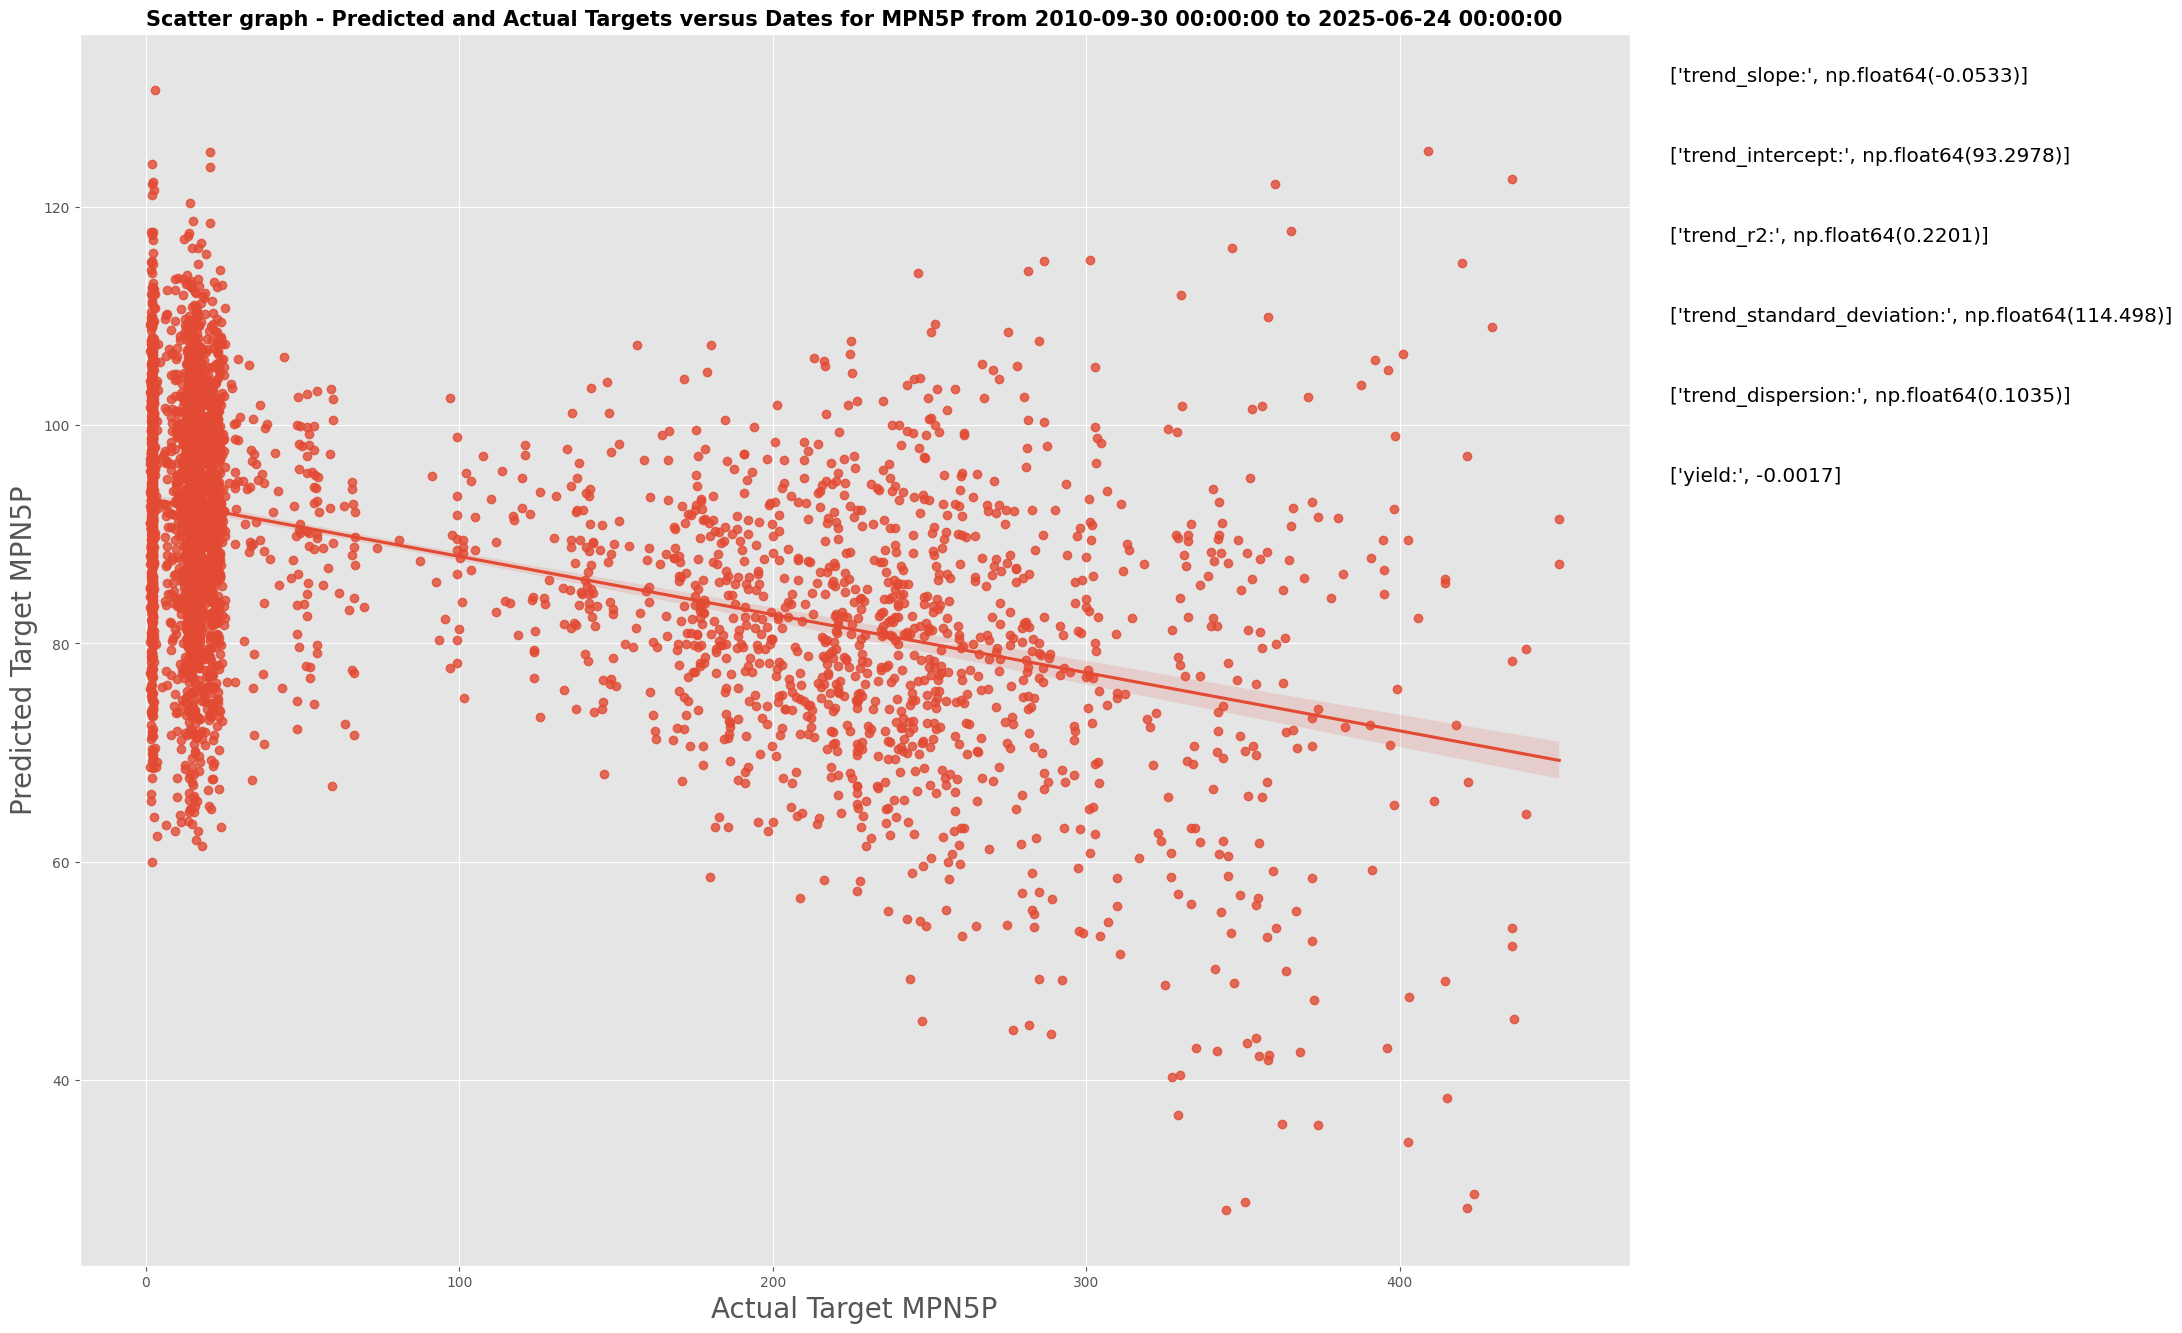 Scatter graph - Predicted and Actual Targets versus Dates for MPN5P from 2010-09-30 00:00:00 to 2025-06-24 00:00:00
['trend_slope:', np.float64(-0.0533)]
['trend_intercept:', np.float64(93.2978)]
['trend_r2:', np.float64(0.2201)]
['trend_standard_deviation:', np.float64(114.498)]
['trend_dispersion:', np.float64(0.1035)]
['yield:', -0.0017]
Predicted Target MPN5P
120
100
80
60
40
0
100
200
300
400
Actual Target MPN5P